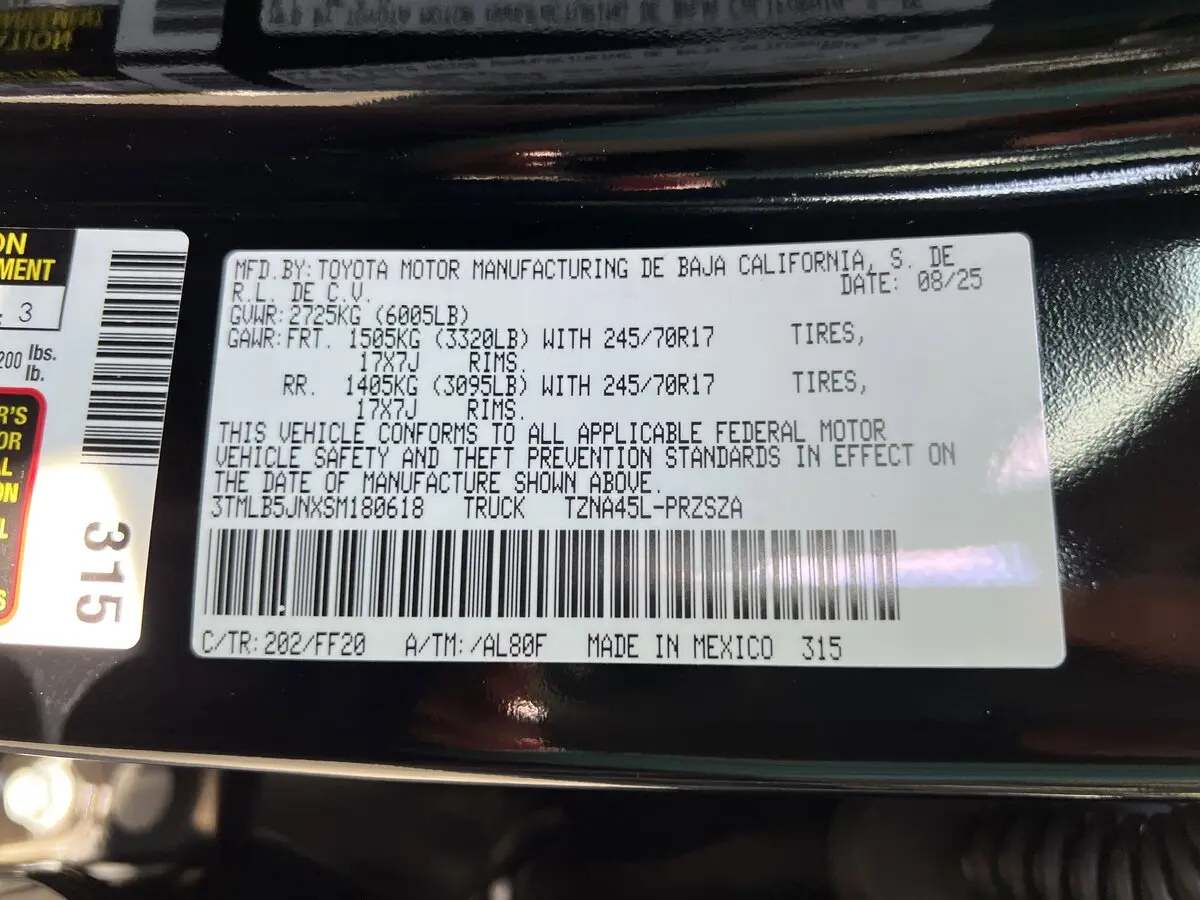 MFD.BY: TOYOTA MOTOR MANUFACTURING DE BAJA CALIFORNIA, S. DE
R.L. DE C.V. DATE: 08/25
GVWR: 2725KG (6005LB)
GAWR: FRT. 1505KG (3320LB) WITH 245/70R17 TIRES,
17X7J RIMS.
RR. 1405KG (3095LB) WITH 245/70R17 TIRES,
17X7J RIMS.
THIS VEHICLE CONFORMS TO ALL APPLICABLE FEDERAL MOTOR
VEHICLE SAFETY AND THEFT PREVENTION STANDARDS IN EFFECT ON
THE DATE OF MANUFACTURE SHOWN ABOVE.
3TMLB5JNXSM180618 TRUCK TZNA45L-PRZSZA
C/TR: 202/FF20 A/TM: /AL80F MADE IN MEXICO 315
3
200 lbs.
lb.
315